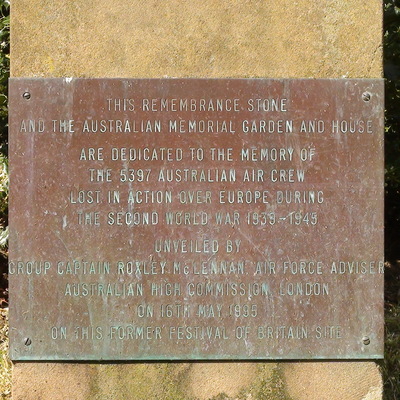 THIS REMEMBRANCE STONE
AND THE AUSTRALIAN MEMORIAL GARDEN AND HOUSE
ARE DEDICATED TO THE MEMORY OF
THE 5397 AUSTRALIAN AIR CREW
LOST IN ACTION OVER EUROPE DURING
THE SECOND WORLD WAR 1939~1945
UNVEILED BY
GROUP CAPTAIN ROXLEY McLENNAN, AIR FORCE ADVISER
AUSTRALIAN HIGH COMMISSION, LONDON
ON 16TH MAY 1995
ON THIS FORMER FESTIVAL OF BRITAIN SITE